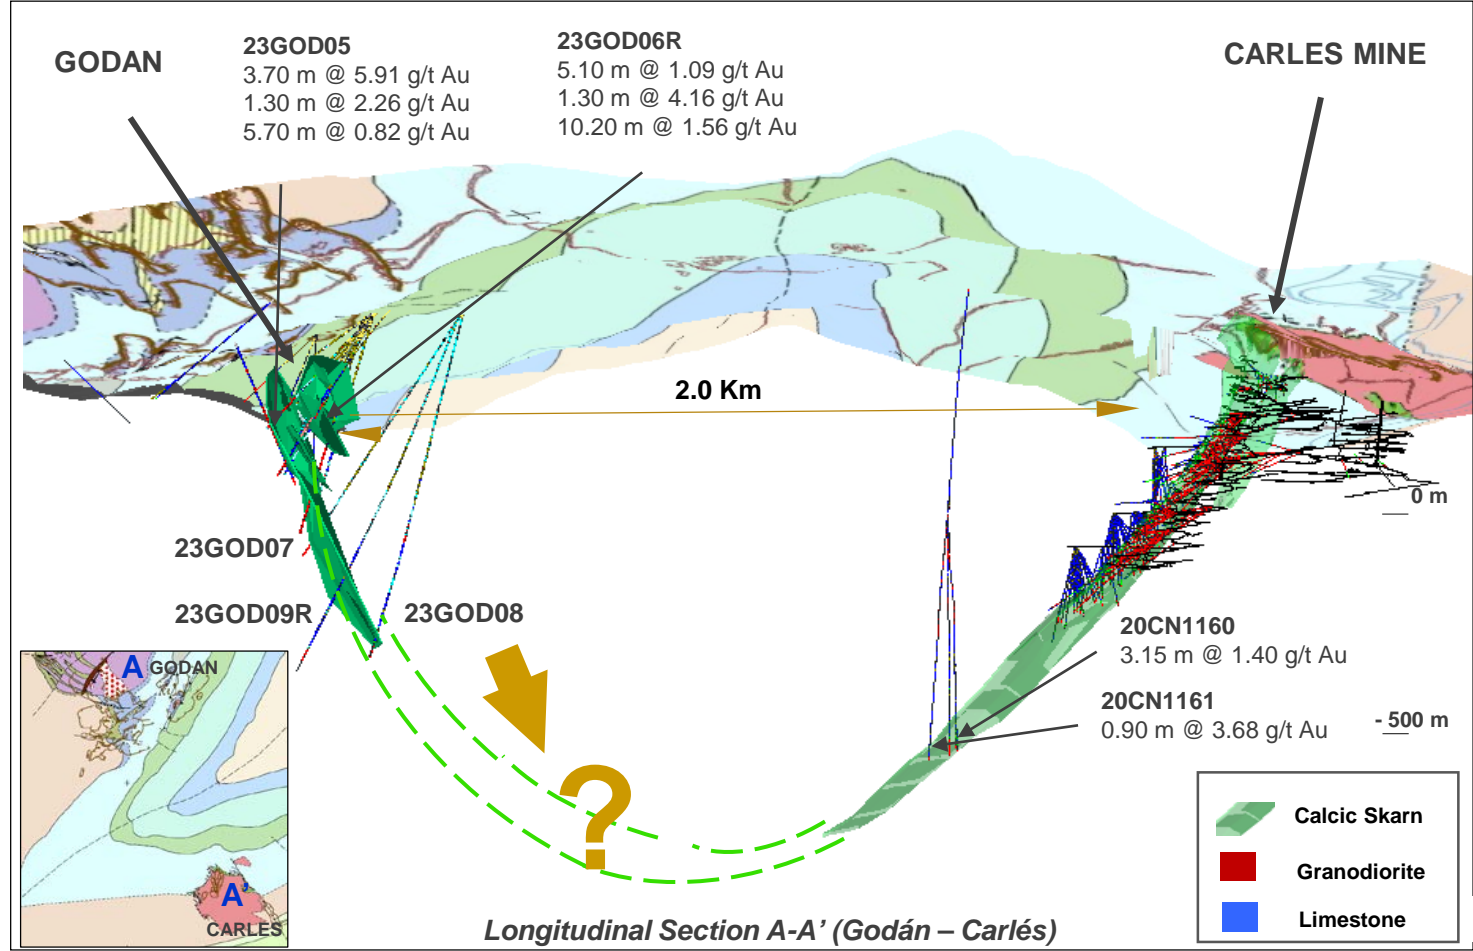 GODAN
23GOD05
3.70 m @ 5.91 g/t Au
1.30 m @ 2.26 g/t Au
5.70 m @ 0.82 g/t Au
23GOD06R
5.10 m @ 1.09 g/t Au
1.30 m @ 4.16 g/t Au
10.20 m @ 1.56 g/t Au
CARLES MINE
2.0 Km
0 m
23GOD07
23GOD09R
23GOD08
20CN1160
3.15 m @ 1.40 g/t Au
20CN1161
0.90 m @ 3.68 g/t Au
- 500 m
?
A GODAN
A'
CARLES
Calcic Skarn
Granodiorite
Limestone
Longitudinal Section A-A' (Godán – Carlés)